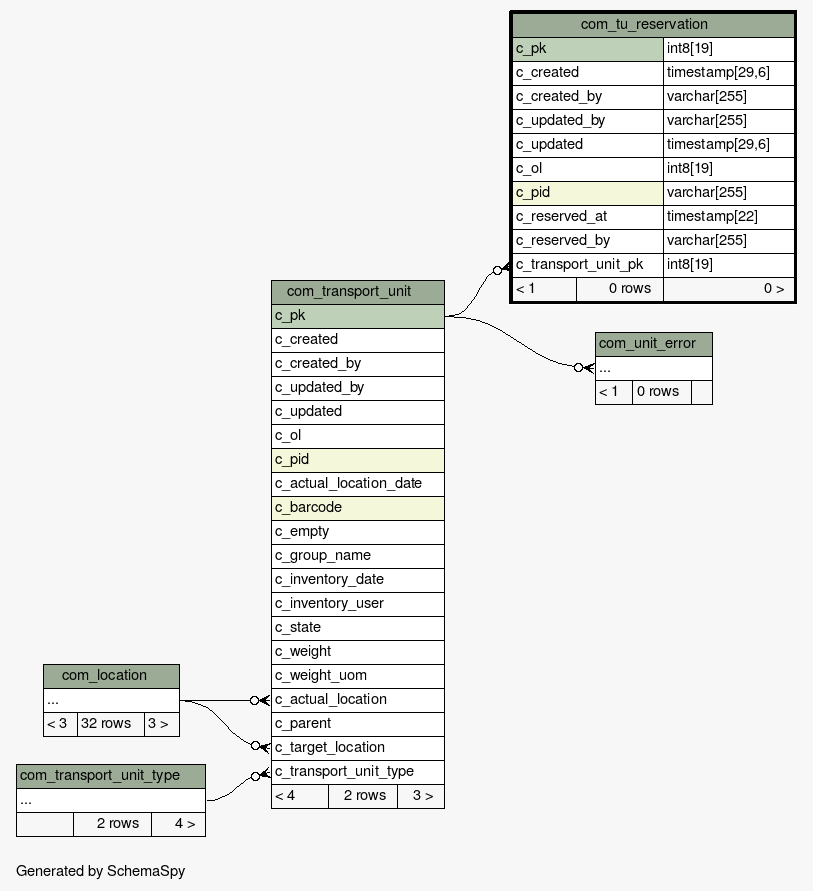 com_tu_reservation
c_pk int8[19]
c_created timestamp[29,6]
c_created_by varchar[255]
c_updated_by varchar[255]
c_updated timestamp[29,6]
c_ol int8[19]
c_pid varchar[255]
c_reserved_at timestamp[22]
c_reserved_by varchar[255]
c_transport_unit_pk int8[19]
< 1 0 rows 0 >
com_transport_unit
c_pk
c_created
c_created_by
c_updated_by
c_updated
c_ol
c_pid
c_actual_location_date
c_barcode
c_empty
c_group_name
c_inventory_date
c_inventory_user
c_state
c_weight
c_weight_uom
c_actual_location
c_parent
c_target_location
c_transport_unit_type
< 4 2 rows 3 >
com_unit_error
...
< 1 0 rows
com_location
...
< 3 32 rows 3 >
com_transport_unit_type
...
2 rows 4 >
Generated by SchemaSpy